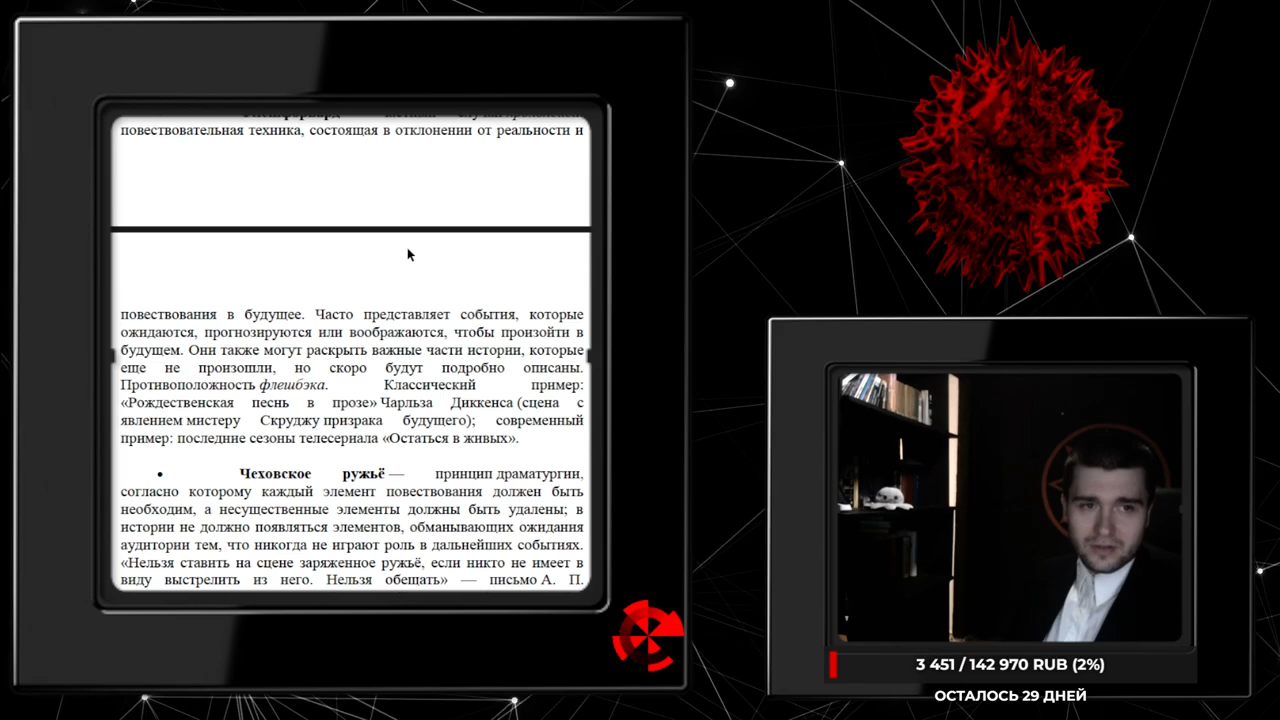 повествовательная техника, состоящая в отклонении от реальности и
повествования в будущее. Часто представляет события, которые
ожидаются, прогнозируются или воображаются, чтобы произойти в
будущем. Они также могут раскрыть важные части истории, которые
еще не произошли, но скоро будут подробно описаны.
Противоположность флешбэка. Классический пример:
«Рождественская песнь в прозе» Чарльза Диккенса (сцена с
явлением мистеру Скруджу призрака будущего); современный
пример: последние сезоны телесериала «Остаться в живых».
• Чеховское ружьё — принцип драматургии,
согласно которому каждый элемент повествования должен быть
необходим, а несущественные элементы должны быть удалены; в
истории не должно появляться элементов, обманывающих ожидания
аудитории тем, что никогда не играют роль в дальнейших событиях.
«Нельзя ставить на сцене заряженное ружьё, если никто не имеет в
виду выстрелить из него. Нельзя обещать» — письмо А. П.
3 451 / 142 970 RUB (2%)
ОСТАЛОСЬ 29 ДНЕЙ